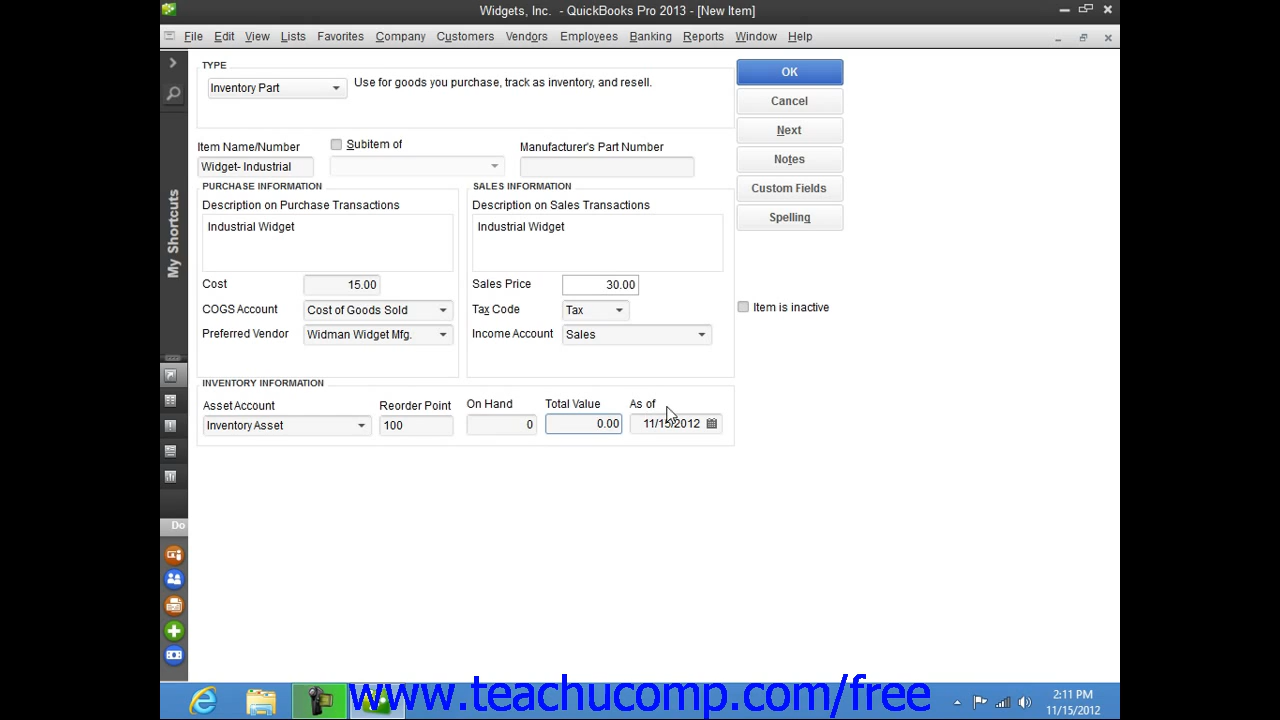 Widgets, Inc. - QuickBooks Pro 2013 - [New Item]
File Edit View Lists Favorites Company Customers Vendors Employees Banking Reports Window Help
TYPE
Inventory Part
Use for goods you purchase, track as inventory, and resell.
OK
Cancel
Next
Notes
Custom Fields
Spelling
Item is inactive
Item Name/Number
Subitem of
Manufacturer's Part Number
Widget- Industrial
PURCHASE INFORMATION
Description on Purchase Transactions
Industrial Widget
Cost 15.00
COGS Account Cost of Goods Sold
Preferred Vendor Widman Widget Mfg.
SALES INFORMATION
Description on Sales Transactions
Industrial Widget
Sales Price 30.00
Tax Code Tax
Income Account Sales
INVENTORY INFORMATION
Asset Account Reorder Point On Hand Total Value As of
Inventory Asset 100 0 0.00 11/15/2012
My Shortcuts
Do
www.teachucomp.com/free
2:11 PM
11/15/2012